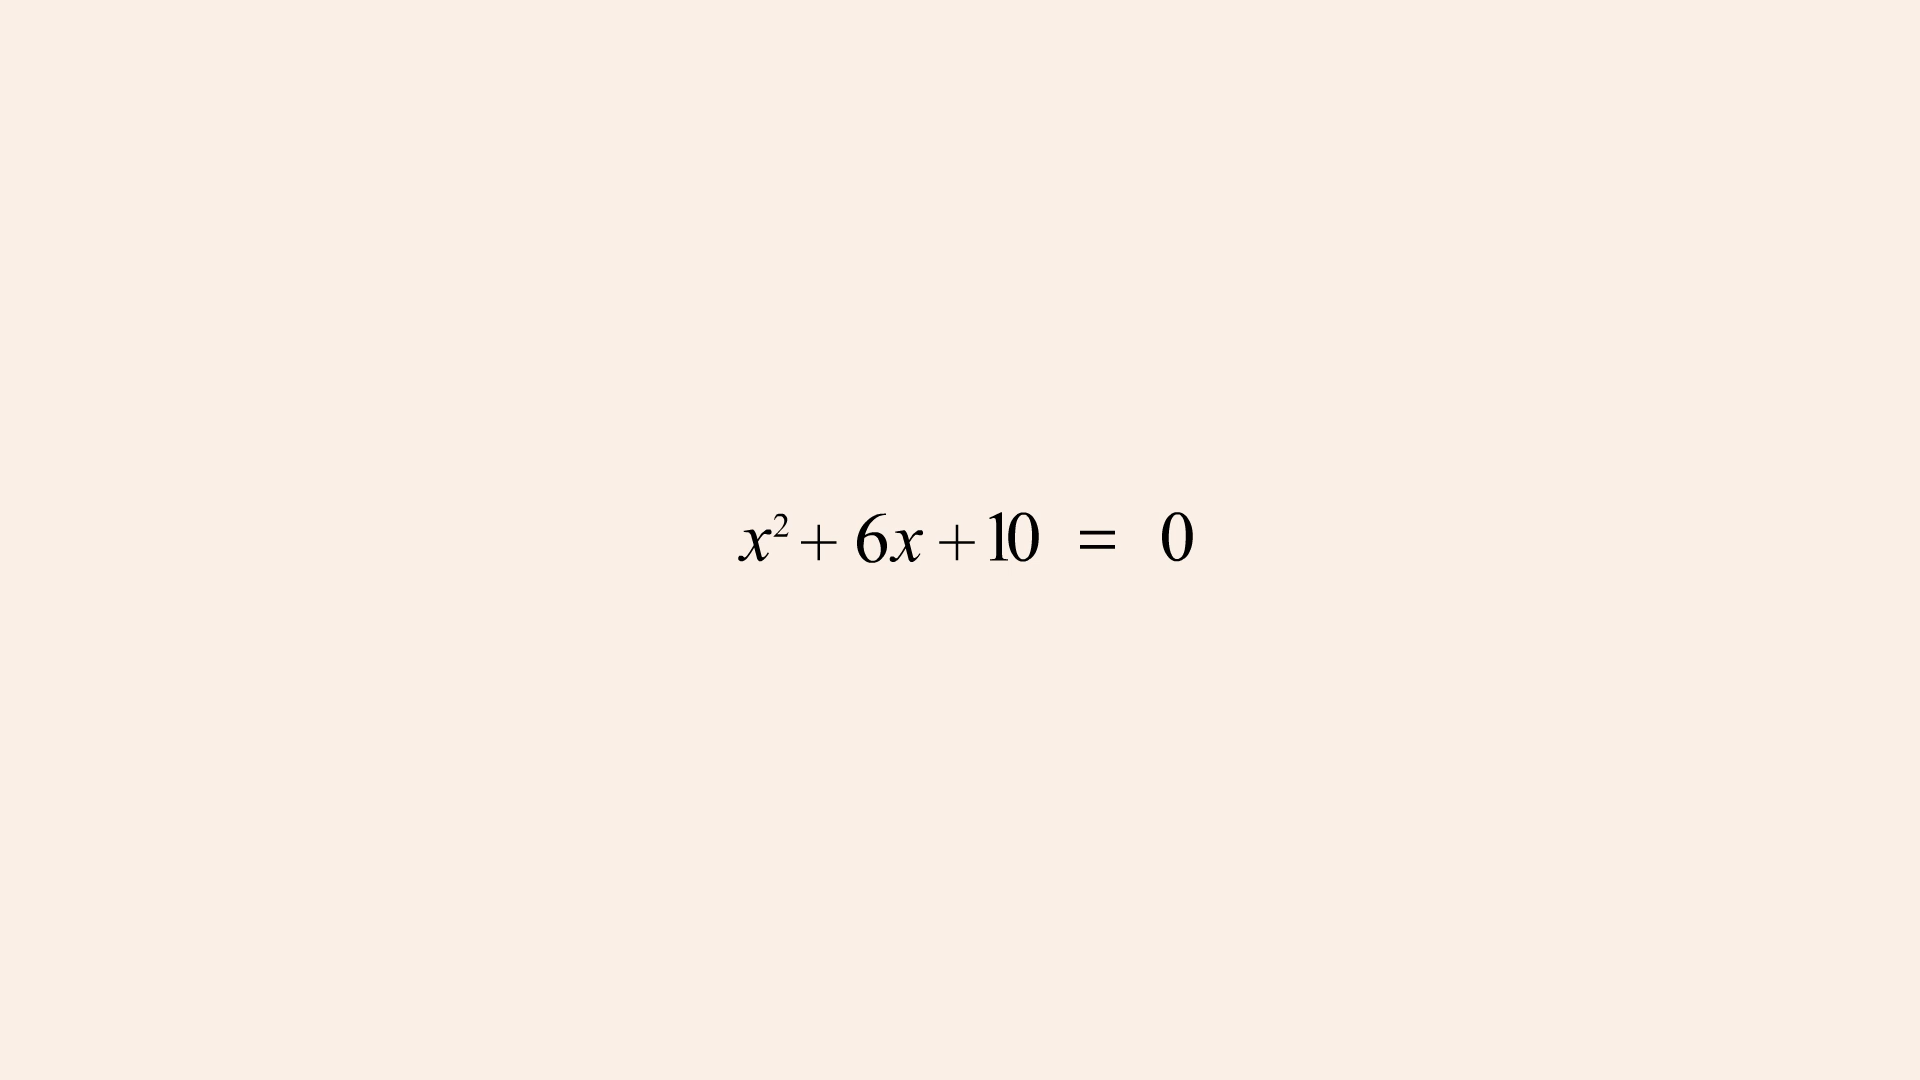 x² + 6x + 10 = 0